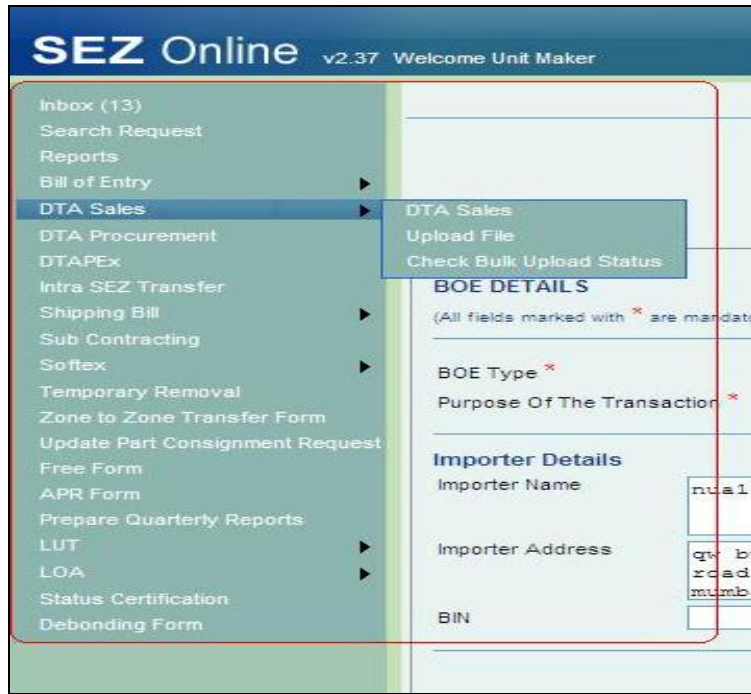 SEZ Online v2.37 Welcome Unit Maker
Inbox (13)
Search Request
Reports
Bill of Entry
DTA Sales
DTA Procurement
DTAPEx
Intra SEZ Transfer
Shipping Bill
Sub Contracting
Softex
Temporary Removal
Zone to Zone Transfer Form
Update Part Consignment Request
Free Form
APR Form
Prepare Quarterly Reports
LUT
LOA
Status Certification
Debonding Form
DTA Sales
Upload File
Check Bulk Upload Status
BOE DETAILS
(All fields marked with * are mandat
BOE Type *
Purpose Of The Transaction *
Importer Details
Importer Name
nua1
Importer Address
qw b
road
mumb
BIN